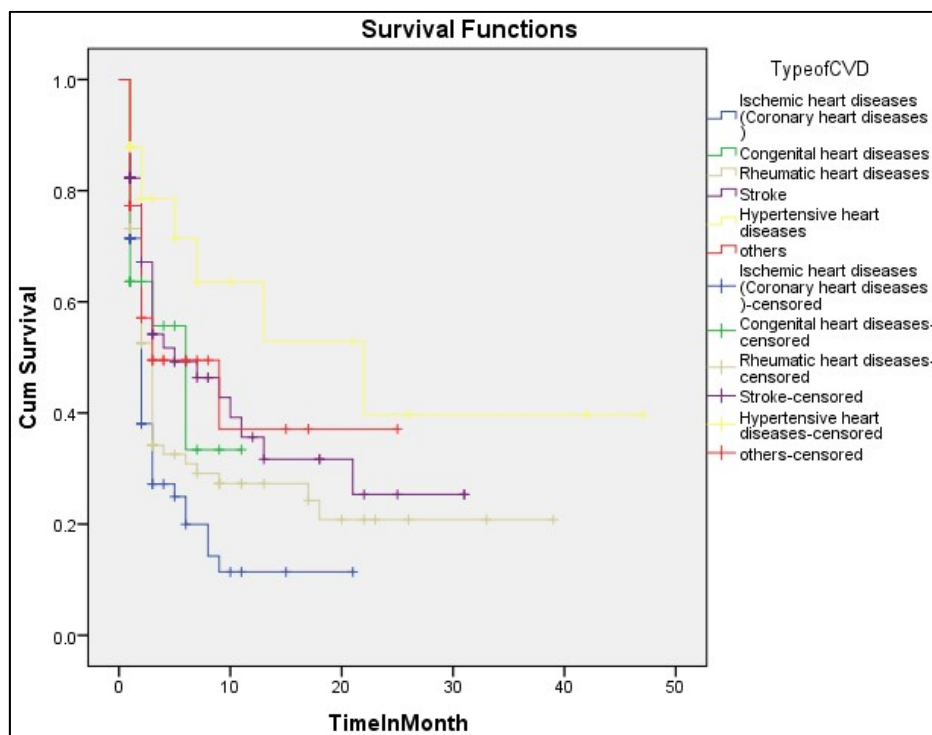 Survival Functions
TypeofCVD
Ischemic heart diseases
(Coronary heart diseases
)
Congenital heart diseases
Rheumatic heart diseases
Stroke
Hypertensive heart
diseases
others
Ischemic heart diseases
(Coronary heart diseases
)-censored
Congenital heart diseases-
censored
Rheumatic heart diseases-
censored
Stroke-censored
Hypertensive heart
diseases-censored
others-censored
Cum Survival
1.0
0.8
0.6
0.4
0.2
0.0
0 10 20 30 40 50
TimeInMonth